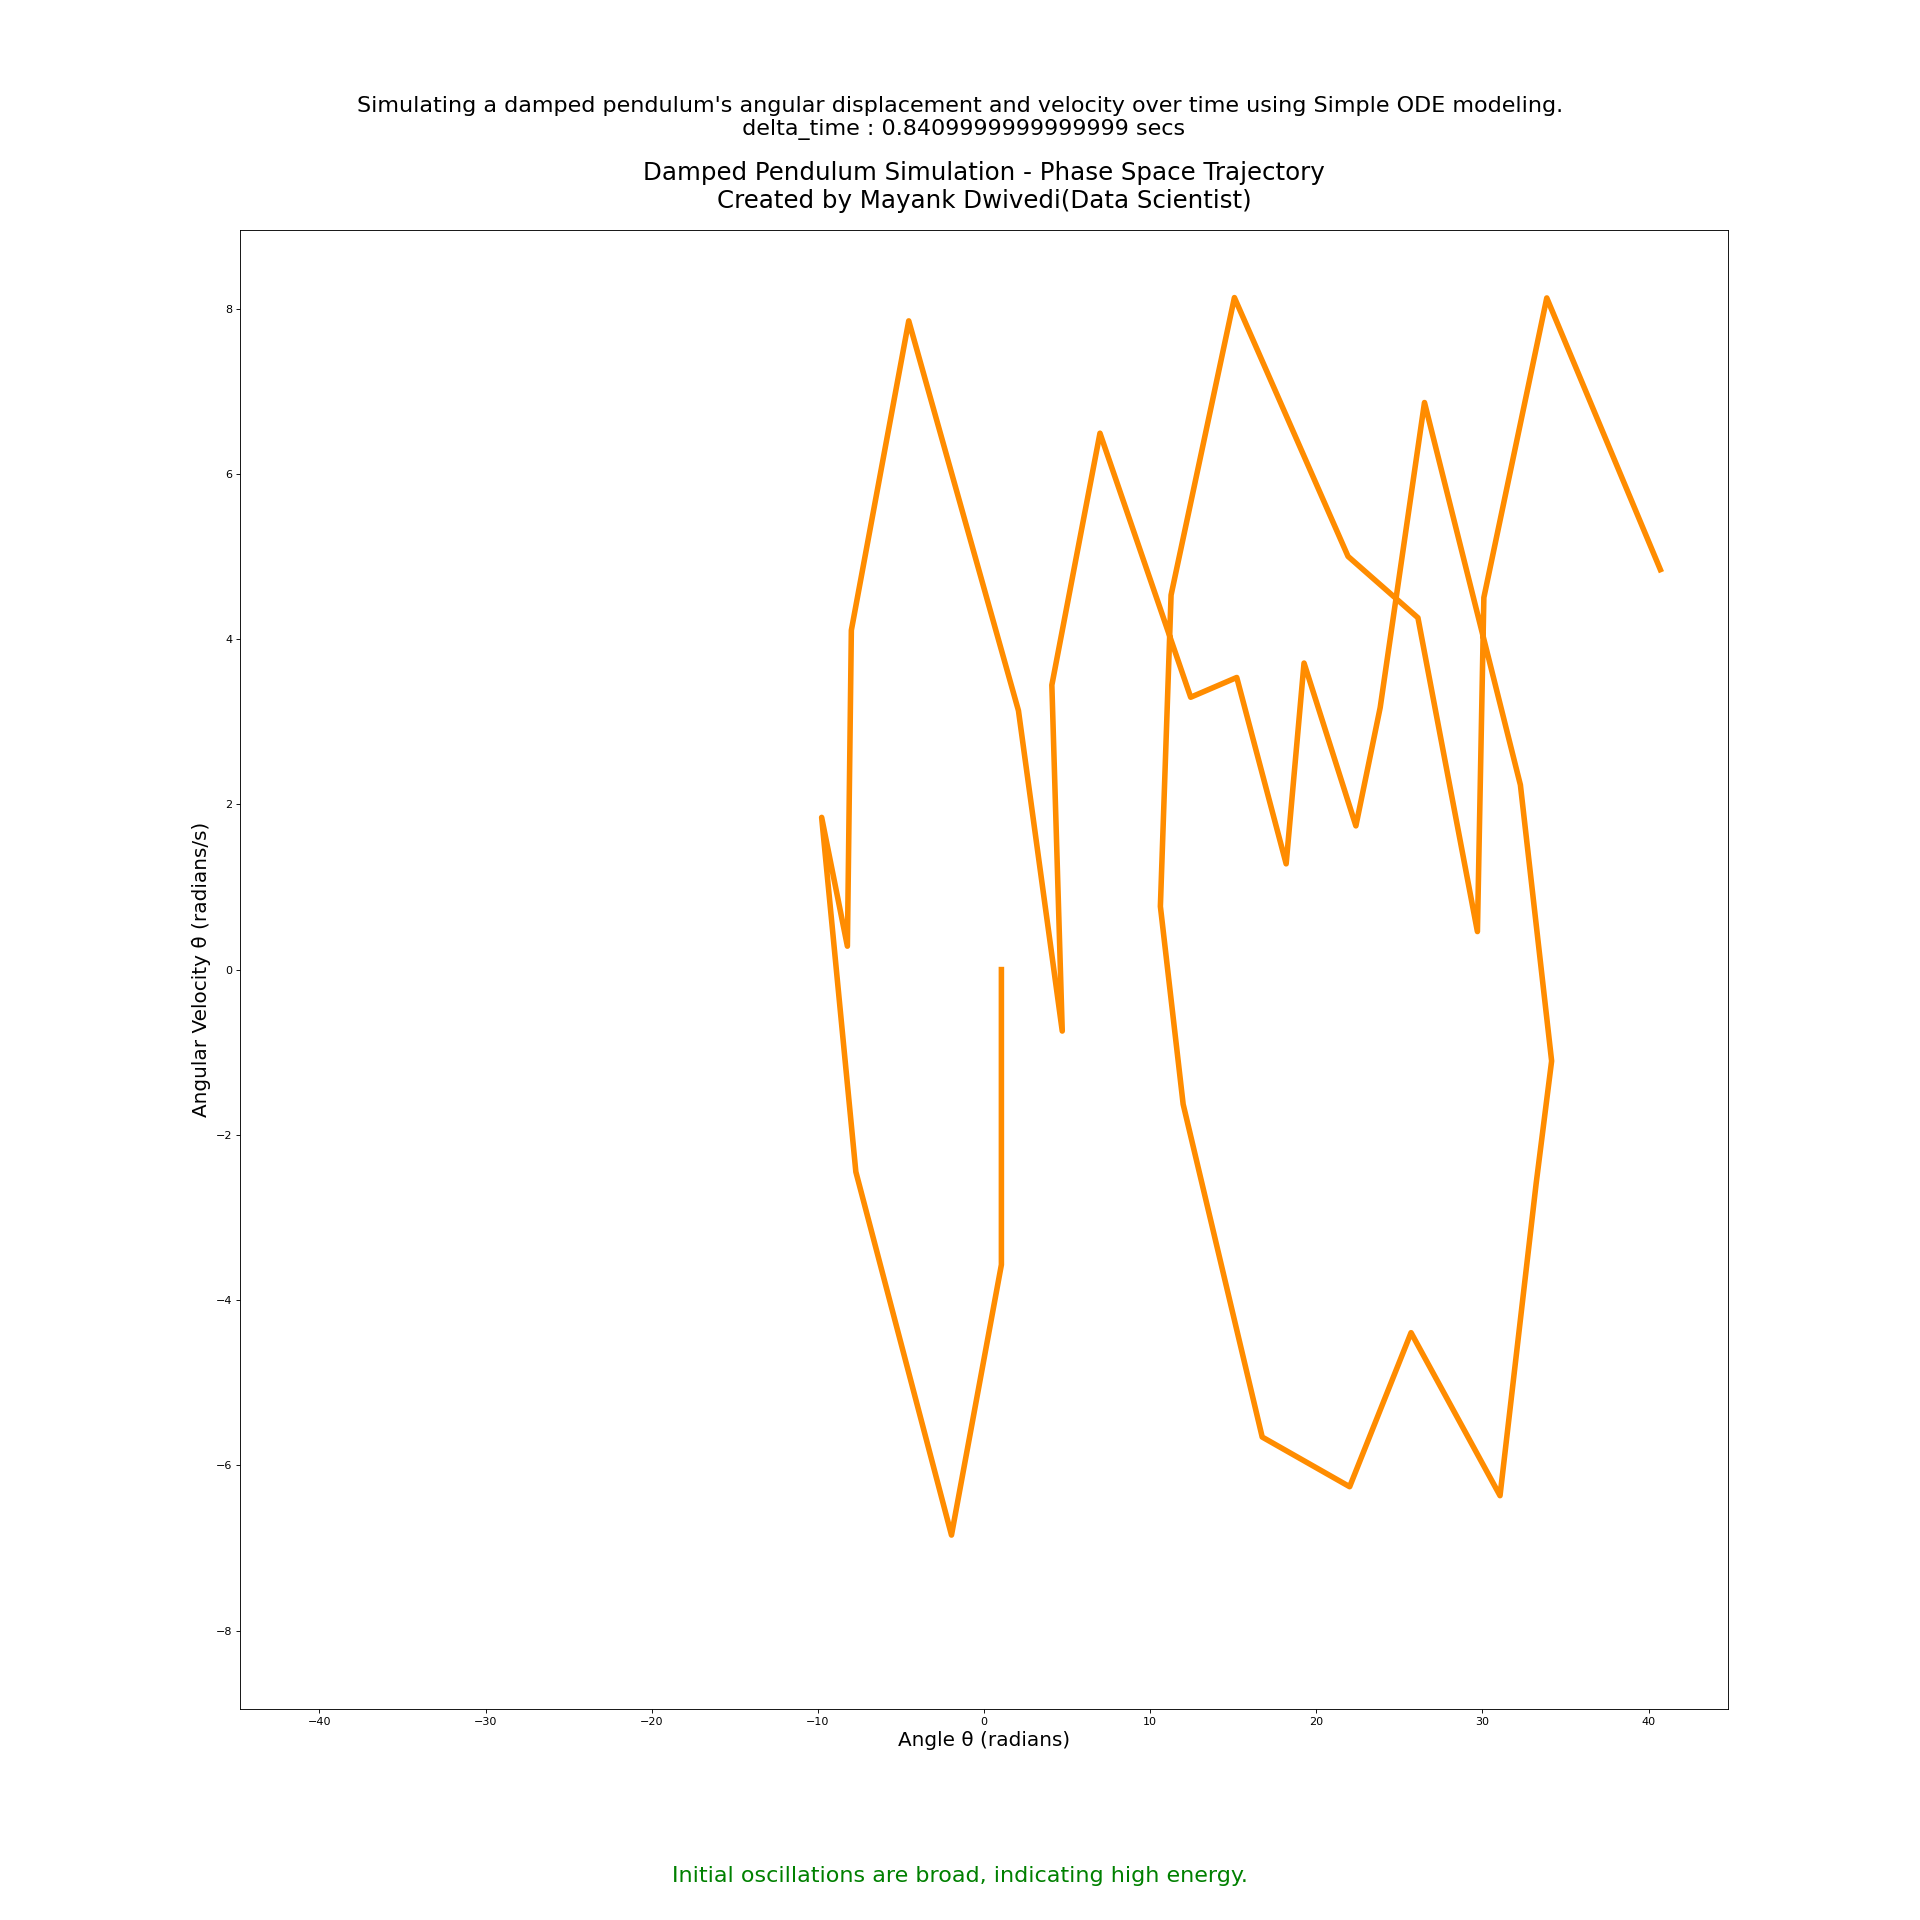 Simulating a damped pendulum's angular displacement and velocity over time using Simple ODE modeling.
delta_time : 0.8409999999999999 secs
Damped Pendulum Simulation - Phase Space Trajectory
Created by Mayank Dwivedi(Data Scientist)
8
6
4
2
0
−2
−4
−6
−8
Angular Velocity θ (radians/s)
−40
−30
−20
−10
0
10
20
30
40
Angle θ (radians)
Initial oscillations are broad, indicating high energy.